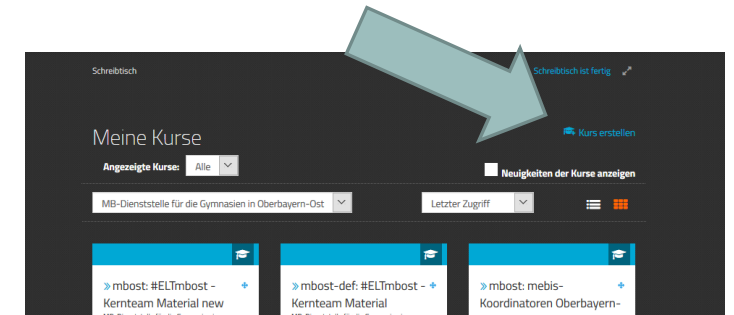 Schreibtisch
Schreibtisch ist fertig
Meine Kurse
Kurs erstellen
Angezeigte Kurse: Alle
Neuigkeiten der Kurse anzeigen
MB-Dienststelle für die Gymnasien in Oberbayern-Ost
Letzter Zugriff
» mbost: #ELTmbost -
Kernteam Material new
» mbost-def: #ELTmbost -
Kernteam Material
» mbost: mebis-
Koordinatoren Oberbayern-